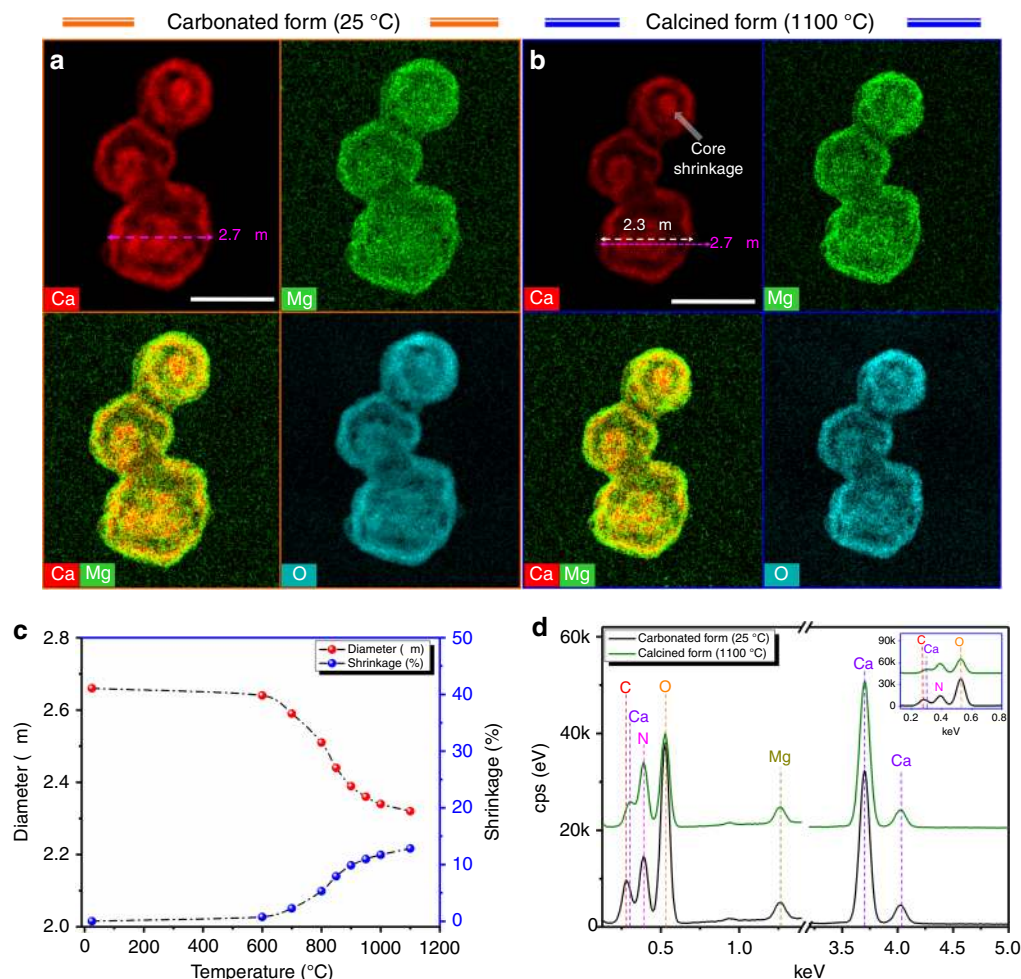 Carbonated form (25 °C)
Calcined form (1100 °C)
a
2.7 m
Ca
Mg
Ca Mg
O
b
Core
shrinkage
2.3 m
2.7 m
Ca
Mg
Ca Mg
O
c
2.8
2.6
2.4
2.2
2.0
Diameter ( m)
50
40
30
20
10
0
Shrinkage (%)
Diameter ( m)
Shrinkage (%)
0 200 400 600 800 1000 1200
Temperature (°C)
d
60k
40k
20k
0
cps (eV)
Carbonated form (25 °C)
Calcined form (1100 °C)
C
Ca
N
O
Mg
Ca
Ca
90k
60k
30k
0
C
Ca
O
N
0.2 0.4 0.6 0.8
keV
0.5 1.0 3.5 4.0 4.5 5.0
keV